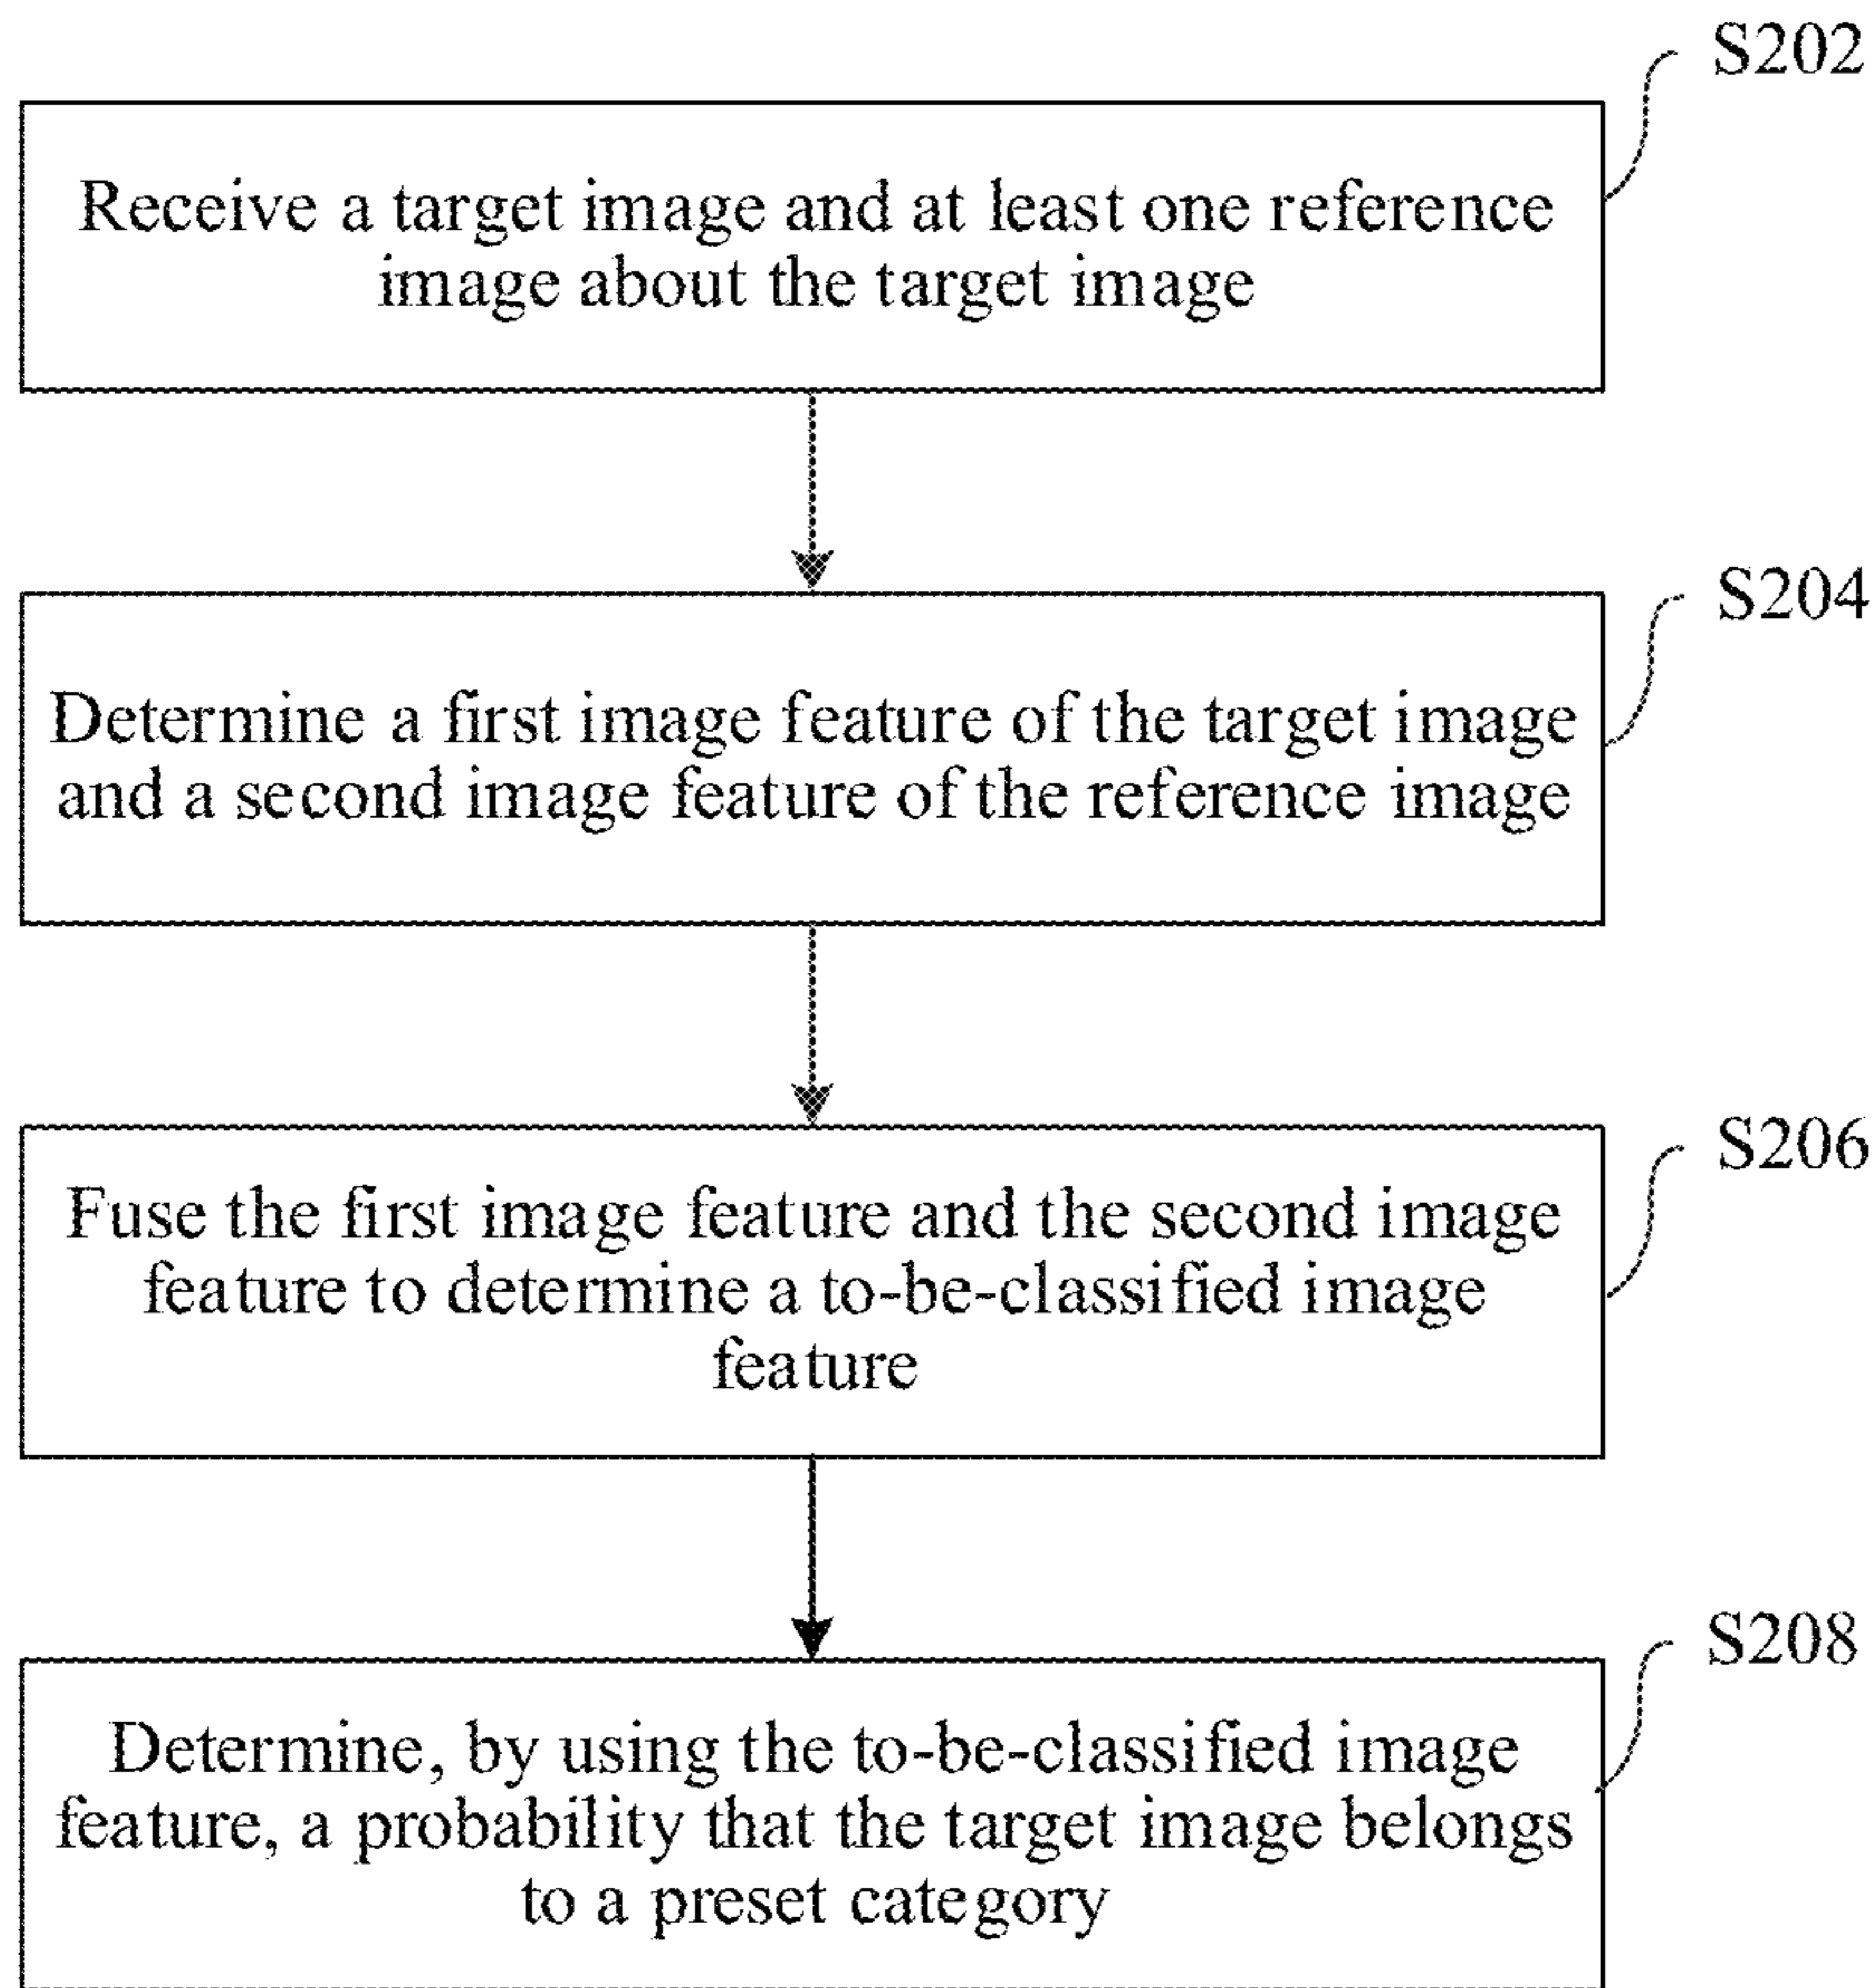 S202
Receive a target image and at least one reference
image about the target image
S204
Determine a first image feature of the target image
and a second image feature of the reference image
S206
Fuse the first image feature and the second image
feature to determine a to-be-classified image
feature
S208
Determine, by using the to-be-classified image
feature, a probability that the target image belongs
to a preset category